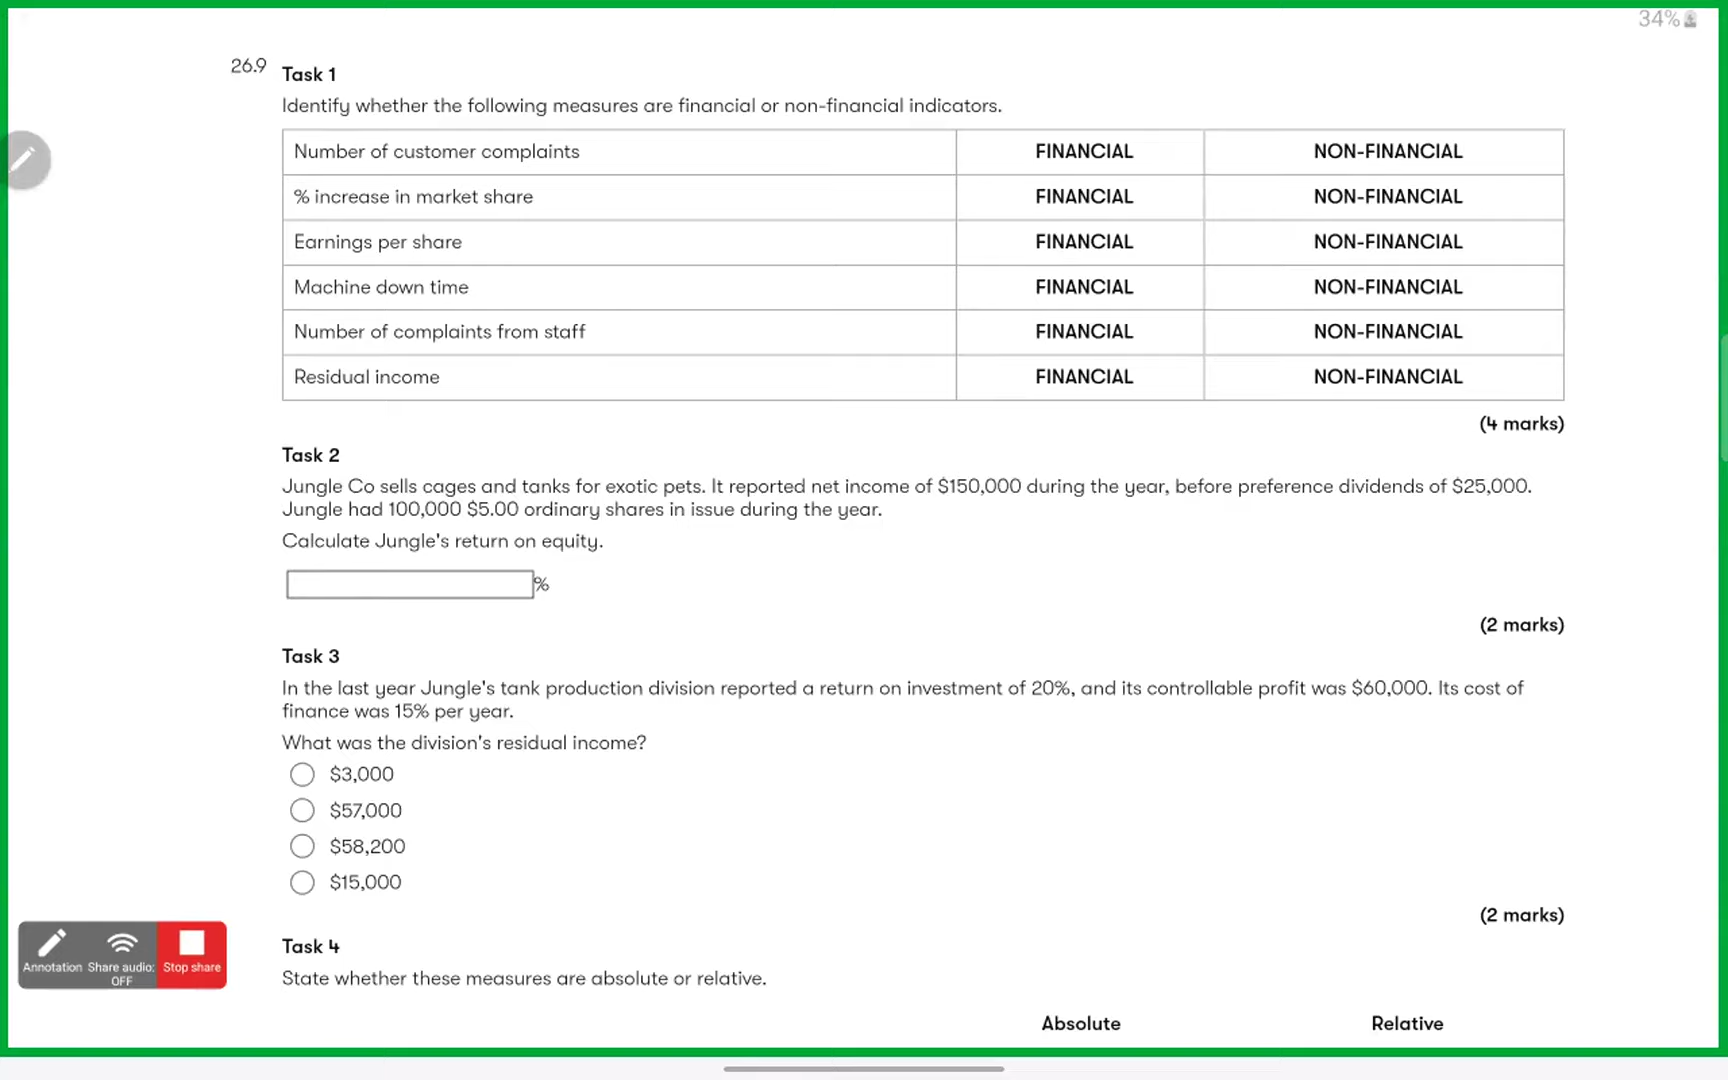 34%
26.9
Task 1
Identify whether the following measures are financial or non-financial indicators.
Number of customer complaints FINANCIAL NON-FINANCIAL
% increase in market share FINANCIAL NON-FINANCIAL
Earnings per share FINANCIAL NON-FINANCIAL
Machine down time FINANCIAL NON-FINANCIAL
Number of complaints from staff FINANCIAL NON-FINANCIAL
Residual income FINANCIAL NON-FINANCIAL
(4 marks)
Task 2
Jungle Co sells cages and tanks for exotic pets. It reported net income of $150,000 during the year, before preference dividends of $25,000.
Jungle had 100,000 $5.00 ordinary shares in issue during the year.
Calculate Jungle's return on equity.
%
(2 marks)
Task 3
In the last year Jungle's tank production division reported a return on investment of 20%, and its controllable profit was $60,000. Its cost of
finance was 15% per year.
What was the division's residual income?
$3,000
$57,000
$58,200
$15,000
(2 marks)
Task 4
State whether these measures are absolute or relative.
Absolute Relative
Annotation Share audio: Stop share
OFF